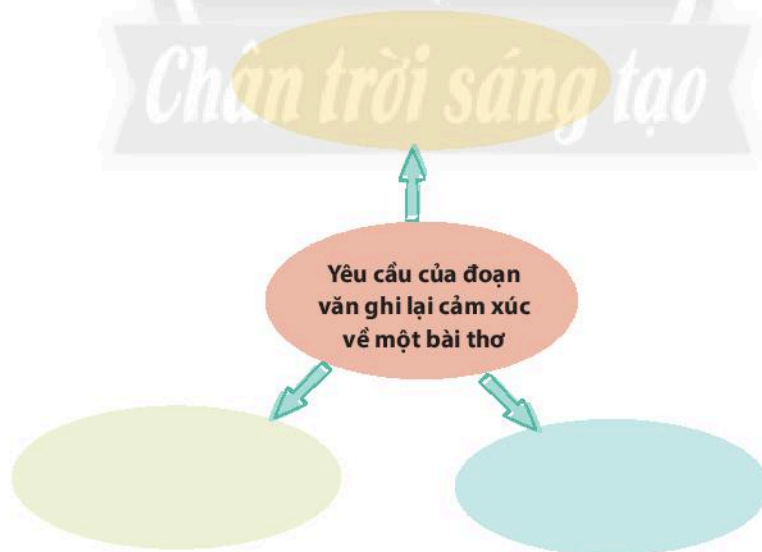 Chân trời sáng tạo
Yêu cầu của đoạn
văn ghi lại cảm xúc
về một bài thơ